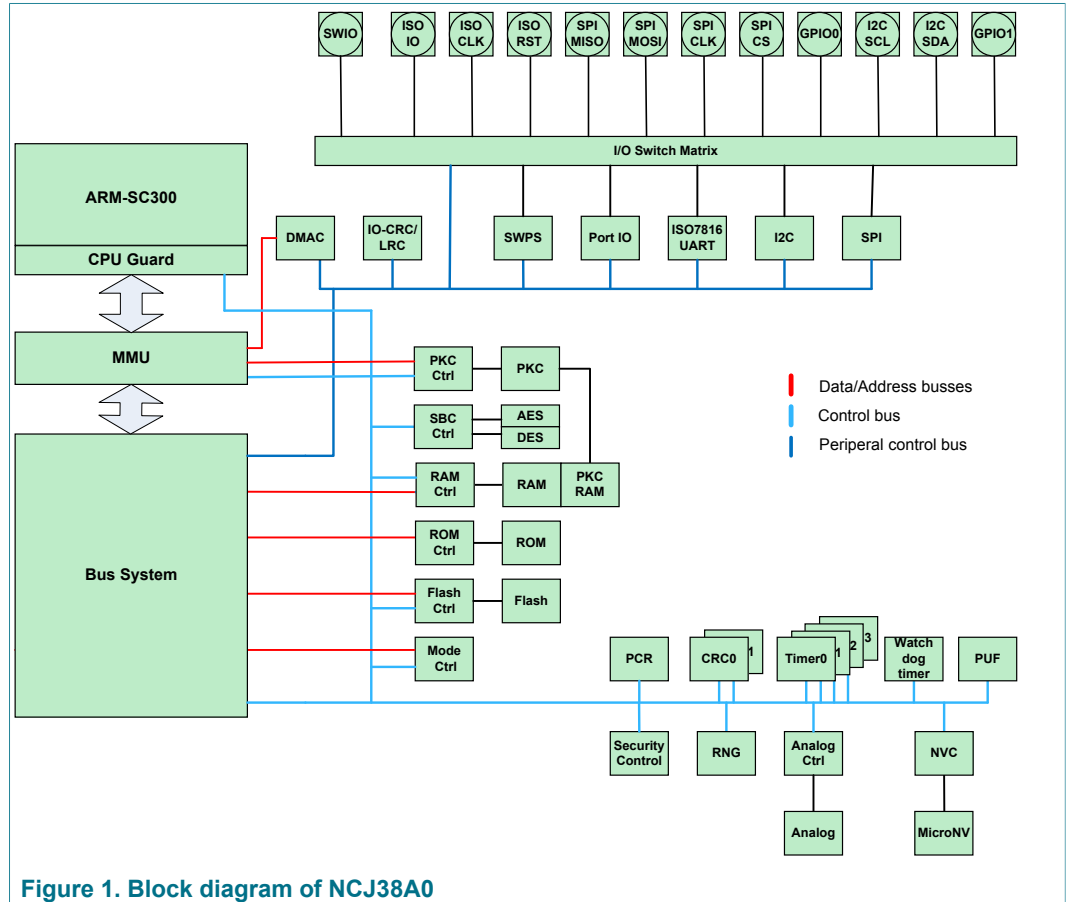 SWIO
ISO
IO
ISO
CLK
ISO
RST
SPI
MISO
SPI
MOSI
SPI
CLK
SPI
CS
GPIO0
I2C
SCL
I2C
SDA
GPIO1
I/O Switch Matrix
ARM-SC300
CPU Guard
DMAC
IO-CRC/
LRC
SWPS
Port IO
ISO7816
UART
I2C
SPI
MMU
PKC
Ctrl
PKC
SBC
Ctrl
AES
DES
RAM
Ctrl
RAM
PKC
RAM
ROM
Ctrl
ROM
Bus System
Flash
Ctrl
Flash
Mode
Ctrl
Data/Address busses
Control bus
Periperal control bus
PCR
CRC0
1
Timer0
1
2
3
Watch
dog
timer
PUF
Security
Control
RNG
Analog
Ctrl
NVC
Analog
MicroNV
Figure 1. Block diagram of NCJ38A0